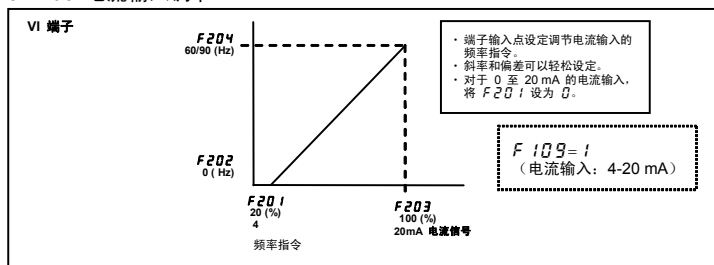 VI 端子
F204
60/90 (Hz)
F202
0 ( Hz)
F201
20 (%)
4
F203
100 (%)
20mA 电流信号
频率指令
· 端子输入点设定调节电流输入的
频率指令。
· 斜率和偏差可以轻松设定。
· 对于 0 至 20 mA 的电流输入,
将 F201 设为 0。
F109=1
（电流输入：4-20 mA）